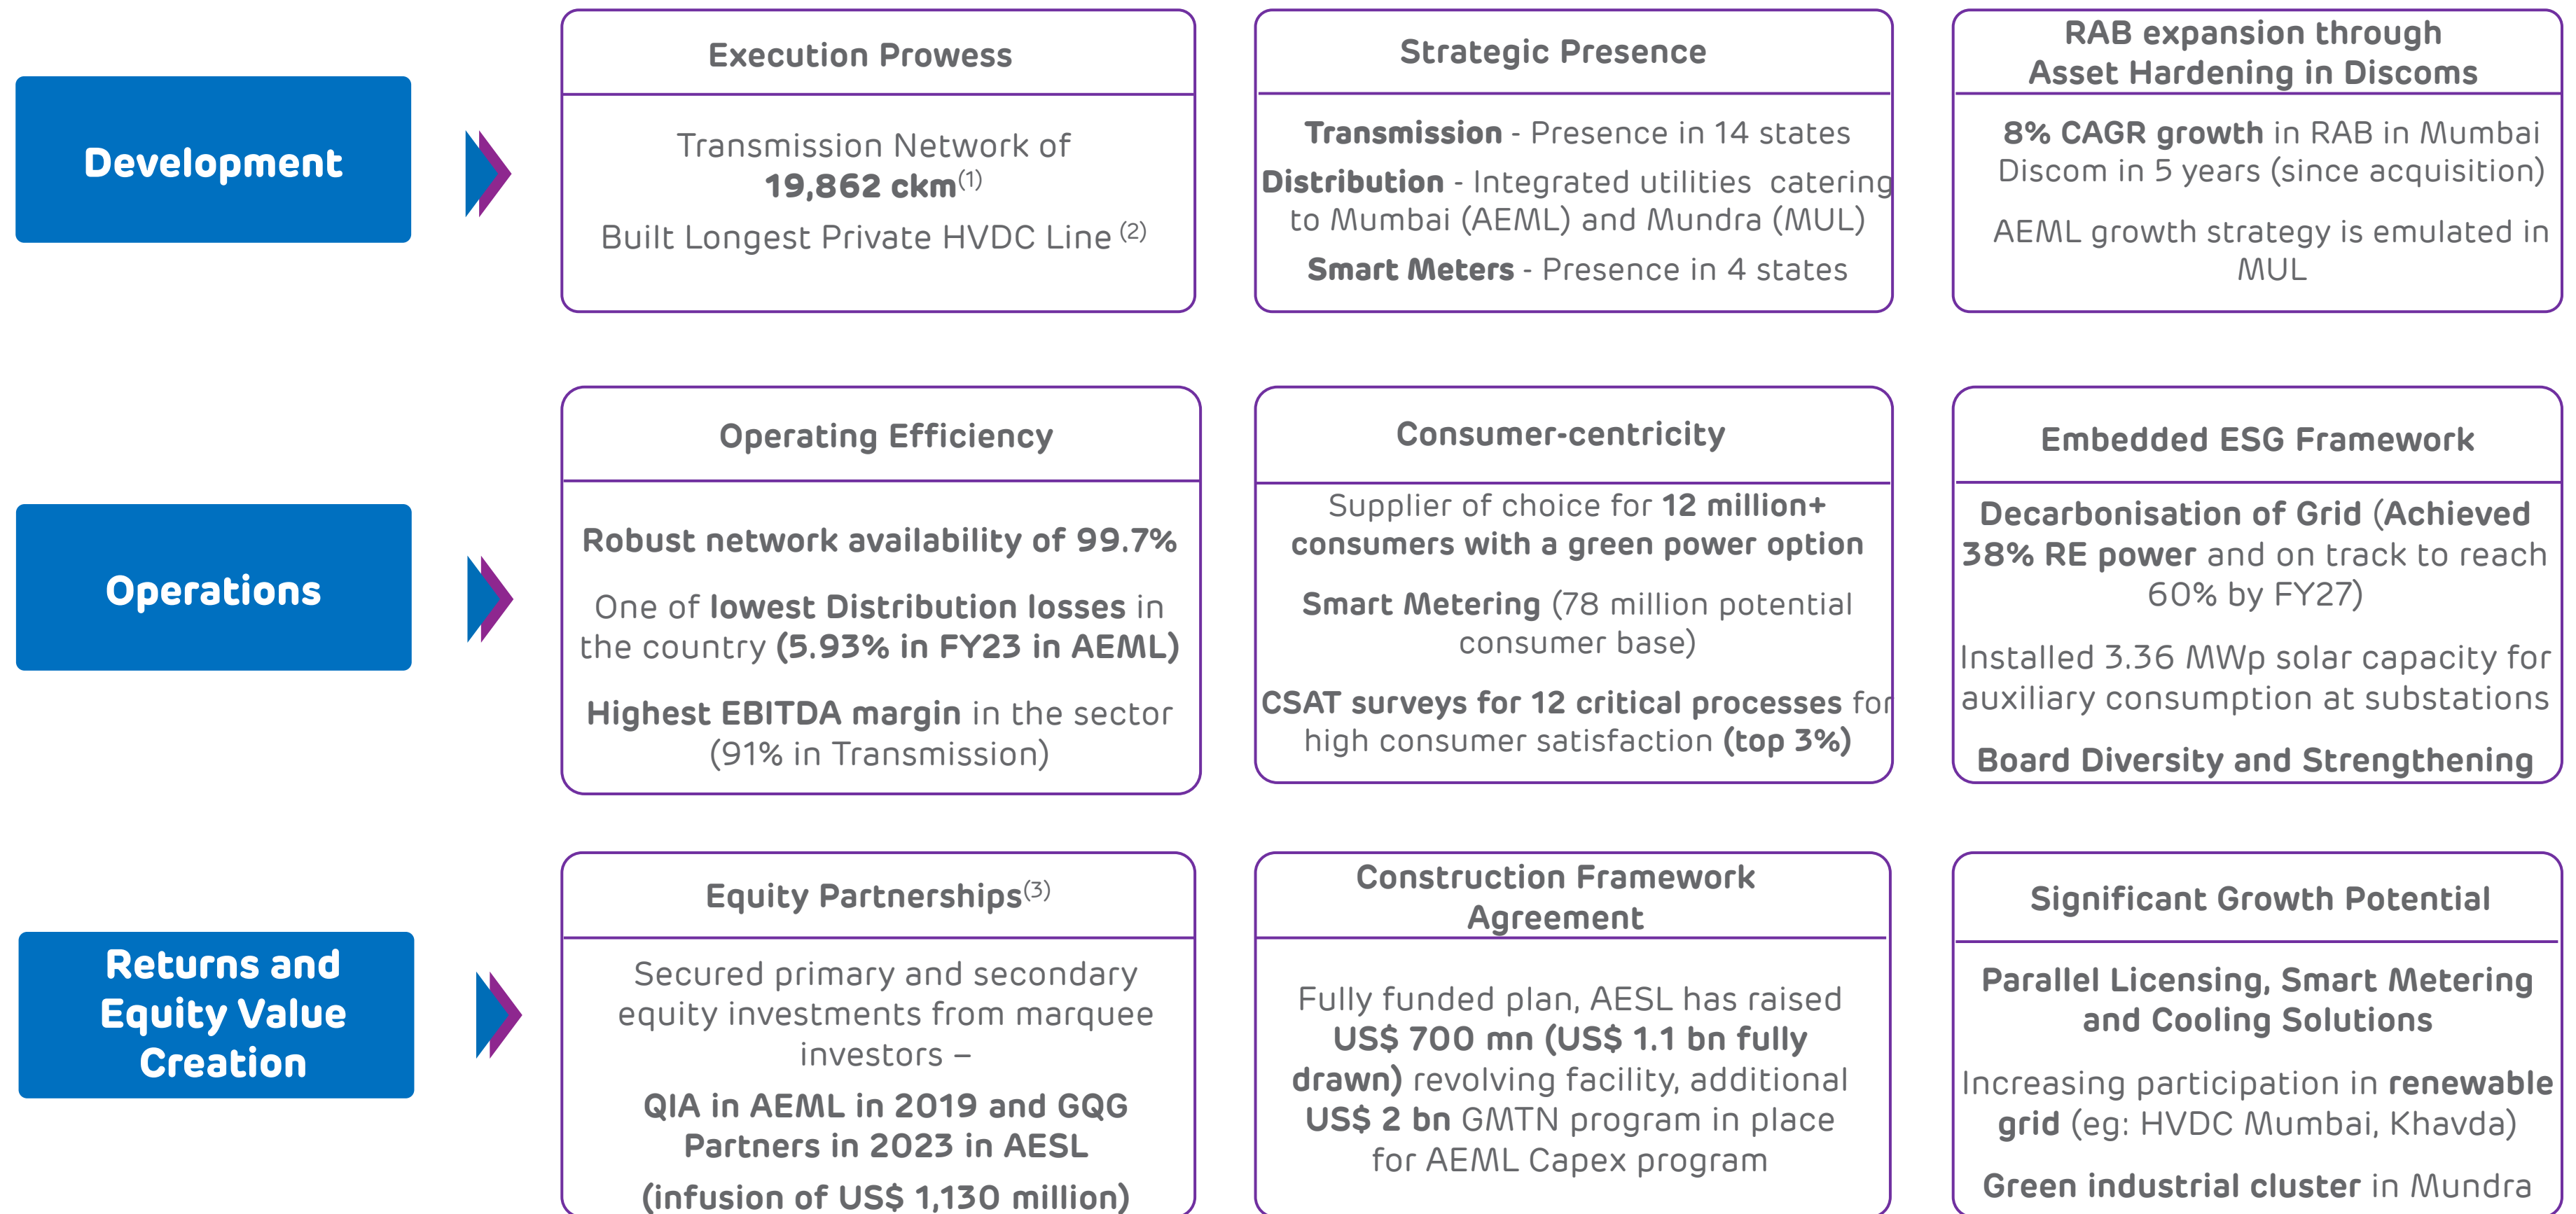 Development
Execution Prowess
Transmission Network of
19,862 ckm(1)
Built Longest Private HVDC Line (2)
Strategic Presence
Transmission - Presence in 14 states
Distribution - Integrated utilities catering
to Mumbai (AEML) and Mundra (MUL)
Smart Meters - Presence in 4 states
RAB expansion through
Asset Hardening in Discoms
8% CAGR growth in RAB in Mumbai
Discom in 5 years (since acquisition)
AEML growth strategy is emulated in
MUL
Operations
Operating Efficiency
Robust network availability of 99.7%
One of lowest Distribution losses in
the country (5.93% in FY23 in AEML)
Highest EBITDA margin in the sector
(91% in Transmission)
Consumer-centricity
Supplier of choice for 12 million+
consumers with a green power option
Smart Metering (78 million potential
consumer base)
CSAT surveys for 12 critical processes for
high consumer satisfaction (top 3%)
Embedded ESG Framework
Decarbonisation of Grid (Achieved
38% RE power and on track to reach
60% by FY27)
Installed 3.36 MWp solar capacity for
auxiliary consumption at substations
Board Diversity and Strengthening
Returns and
Equity Value
Creation
Equity Partnerships(3)
Secured primary and secondary
equity investments from marquee
investors –
QIA in AEML in 2019 and GQG
Partners in 2023 in AESL
(infusion of US$ 1,130 million)
Construction Framework
Agreement
Fully funded plan, AESL has raised
US$ 700 mn (US$ 1.1 bn fully
drawn) revolving facility, additional
US$ 2 bn GMTN program in place
for AEML Capex program
Significant Growth Potential
Parallel Licensing, Smart Metering
and Cooling Solutions
Increasing participation in renewable
grid (eg: HVDC Mumbai, Khavda)
Green industrial cluster in Mundra